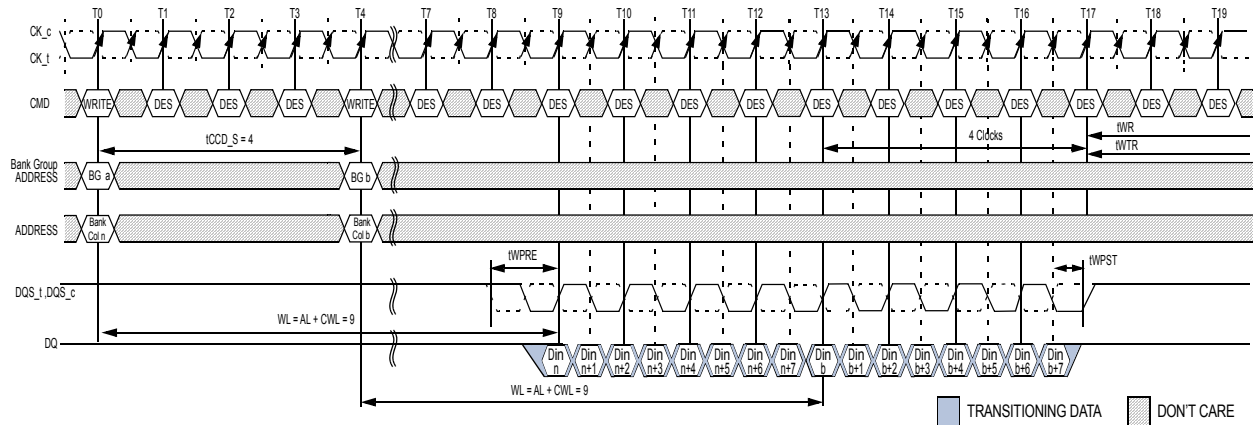 T0 T1 T2 T3 T4 T7 T8 T9 T10 T11 T12 T13 T14 T15 T16 T17 T18 T19
CK_c
CK_t
CMD WRITE DES DES DES WRITE DES DES DES DES DES DES DES DES DES DES DES DES DES
tCCD_S = 4 4 Clocks tWR
tWTR
Bank Group
ADDRESS BG a BG b
ADDRESS Bank Col n Bank Col b
tWPRE tWPST
DQS_t ,DQS_c
WL = AL + CWL = 9
DQ Din n Din n+1 Din n+2 Din n+3 Din n+4 Din n+5 Din n+6 Din n+7 Din b Din b+1 Din b+2 Din b+3 Din b+4 Din b+5 Din b+6 Din b+7
WL = AL + CWL = 9
TRANSITIONING DATA DON'T CARE